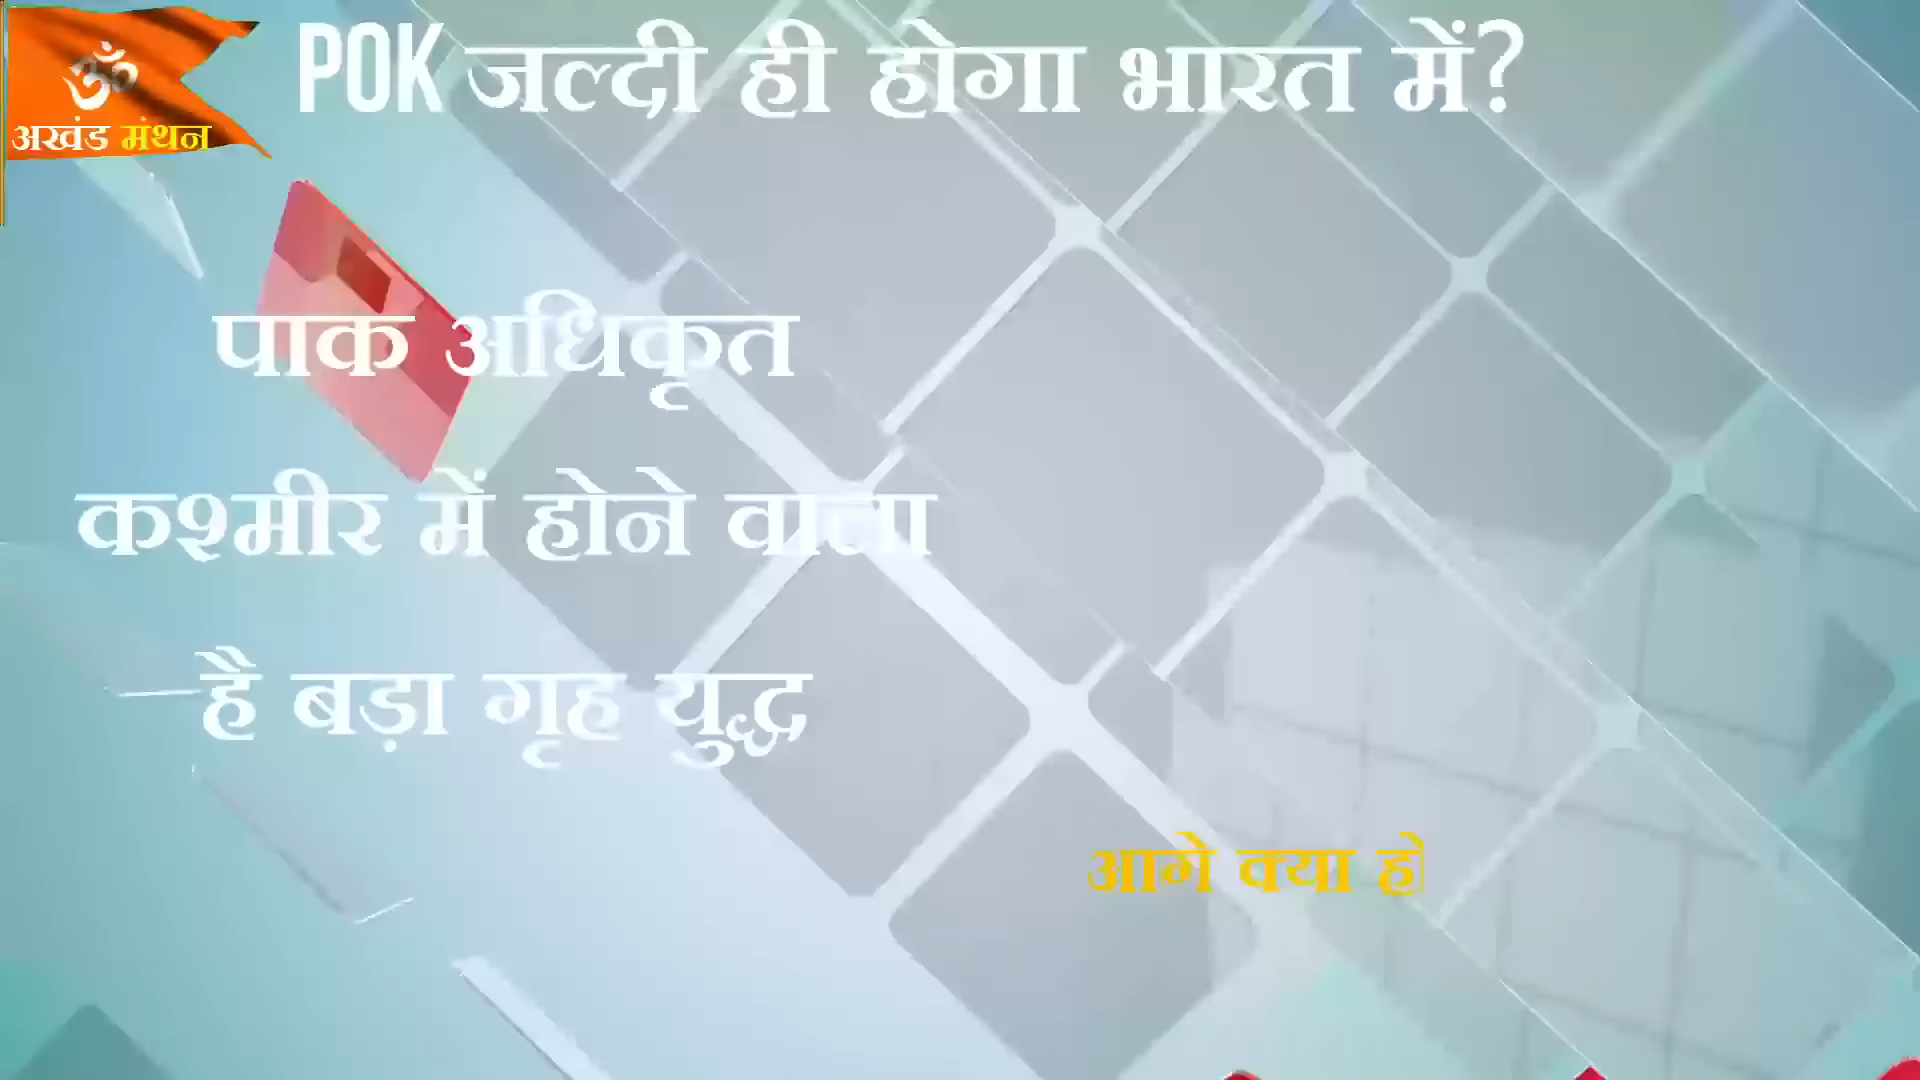 ॐ
अखंड मंथन
POK जल्दी ही होगा भारत में?
पाक अधिकृत
कश्मीर में होने वाला
है बड़ा गृह युद्ध
आगे क्या हो